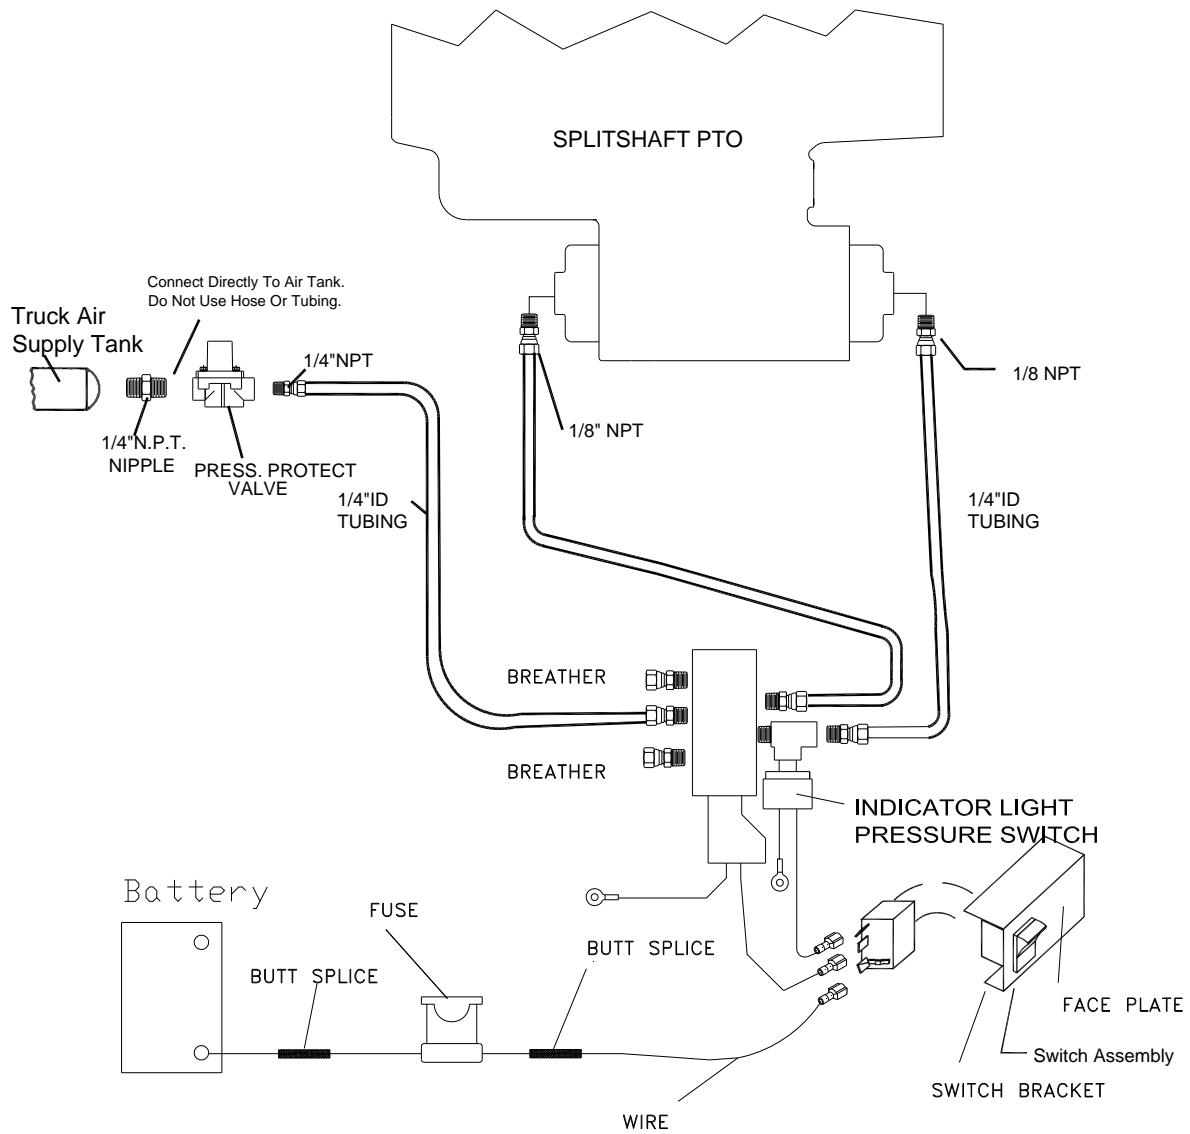 SPLITSHAFT PTO
Connect Directly To Air Tank.
Do Not Use Hose Or Tubing.
Truck Air
Supply Tank
1/4"NPT
1/8 NPT
1/8" NPT
1/4"N.P.T.
NIPPLE
PRESS. PROTECT
VALVE
1/4"ID
TUBING
1/4"ID
TUBING
BREATHER
BREATHER
INDICATOR LIGHT
PRESSURE SWITCH
Battery
FUSE
BUTT SPLICE
BUTT SPLICE
FACE PLATE
Switch Assembly
SWITCH BRACKET
WIRE